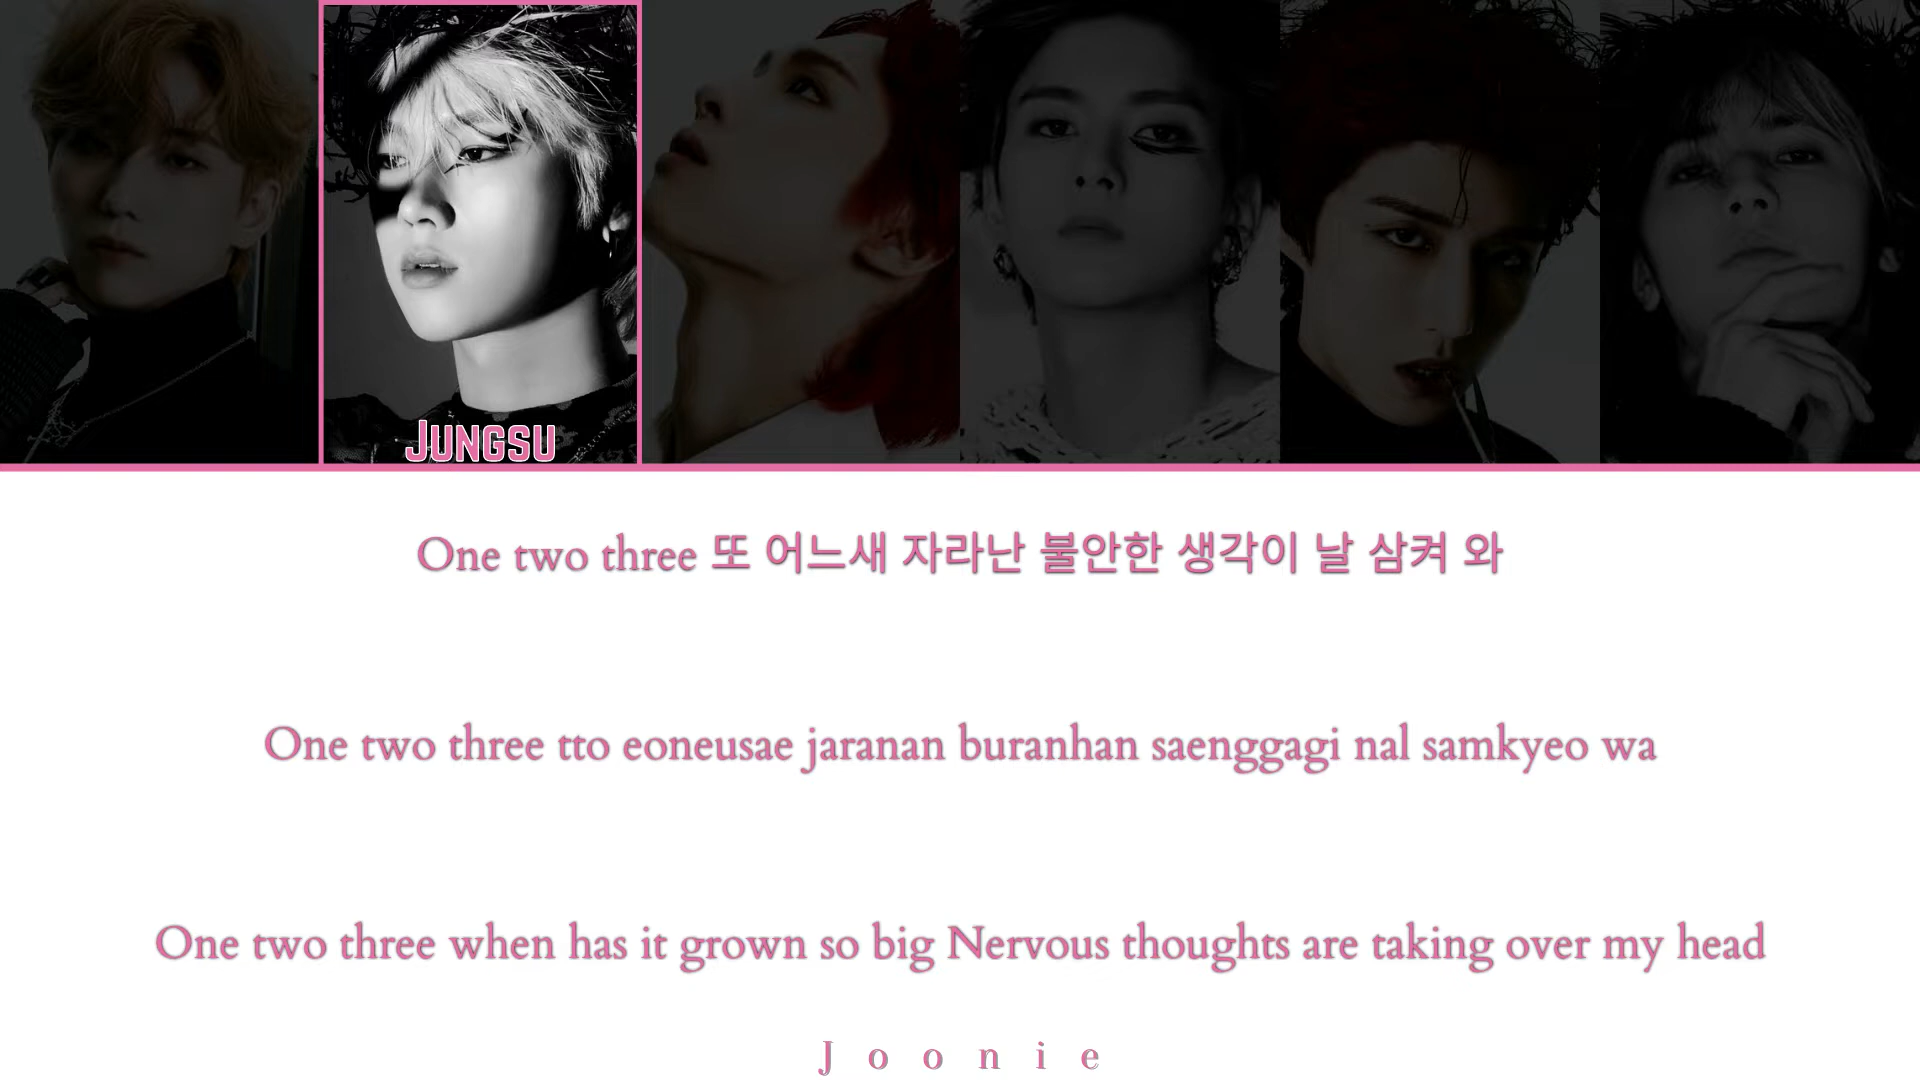 Jungsu
One two three 또 어느새 자라난 불안한 생각이 날 삼켜 와
One two three tto eoneusae jaranan buranhan saenggagi nal samkyeo wa
One two three when has it grown so big Nervous thoughts are taking over my head
Joonie